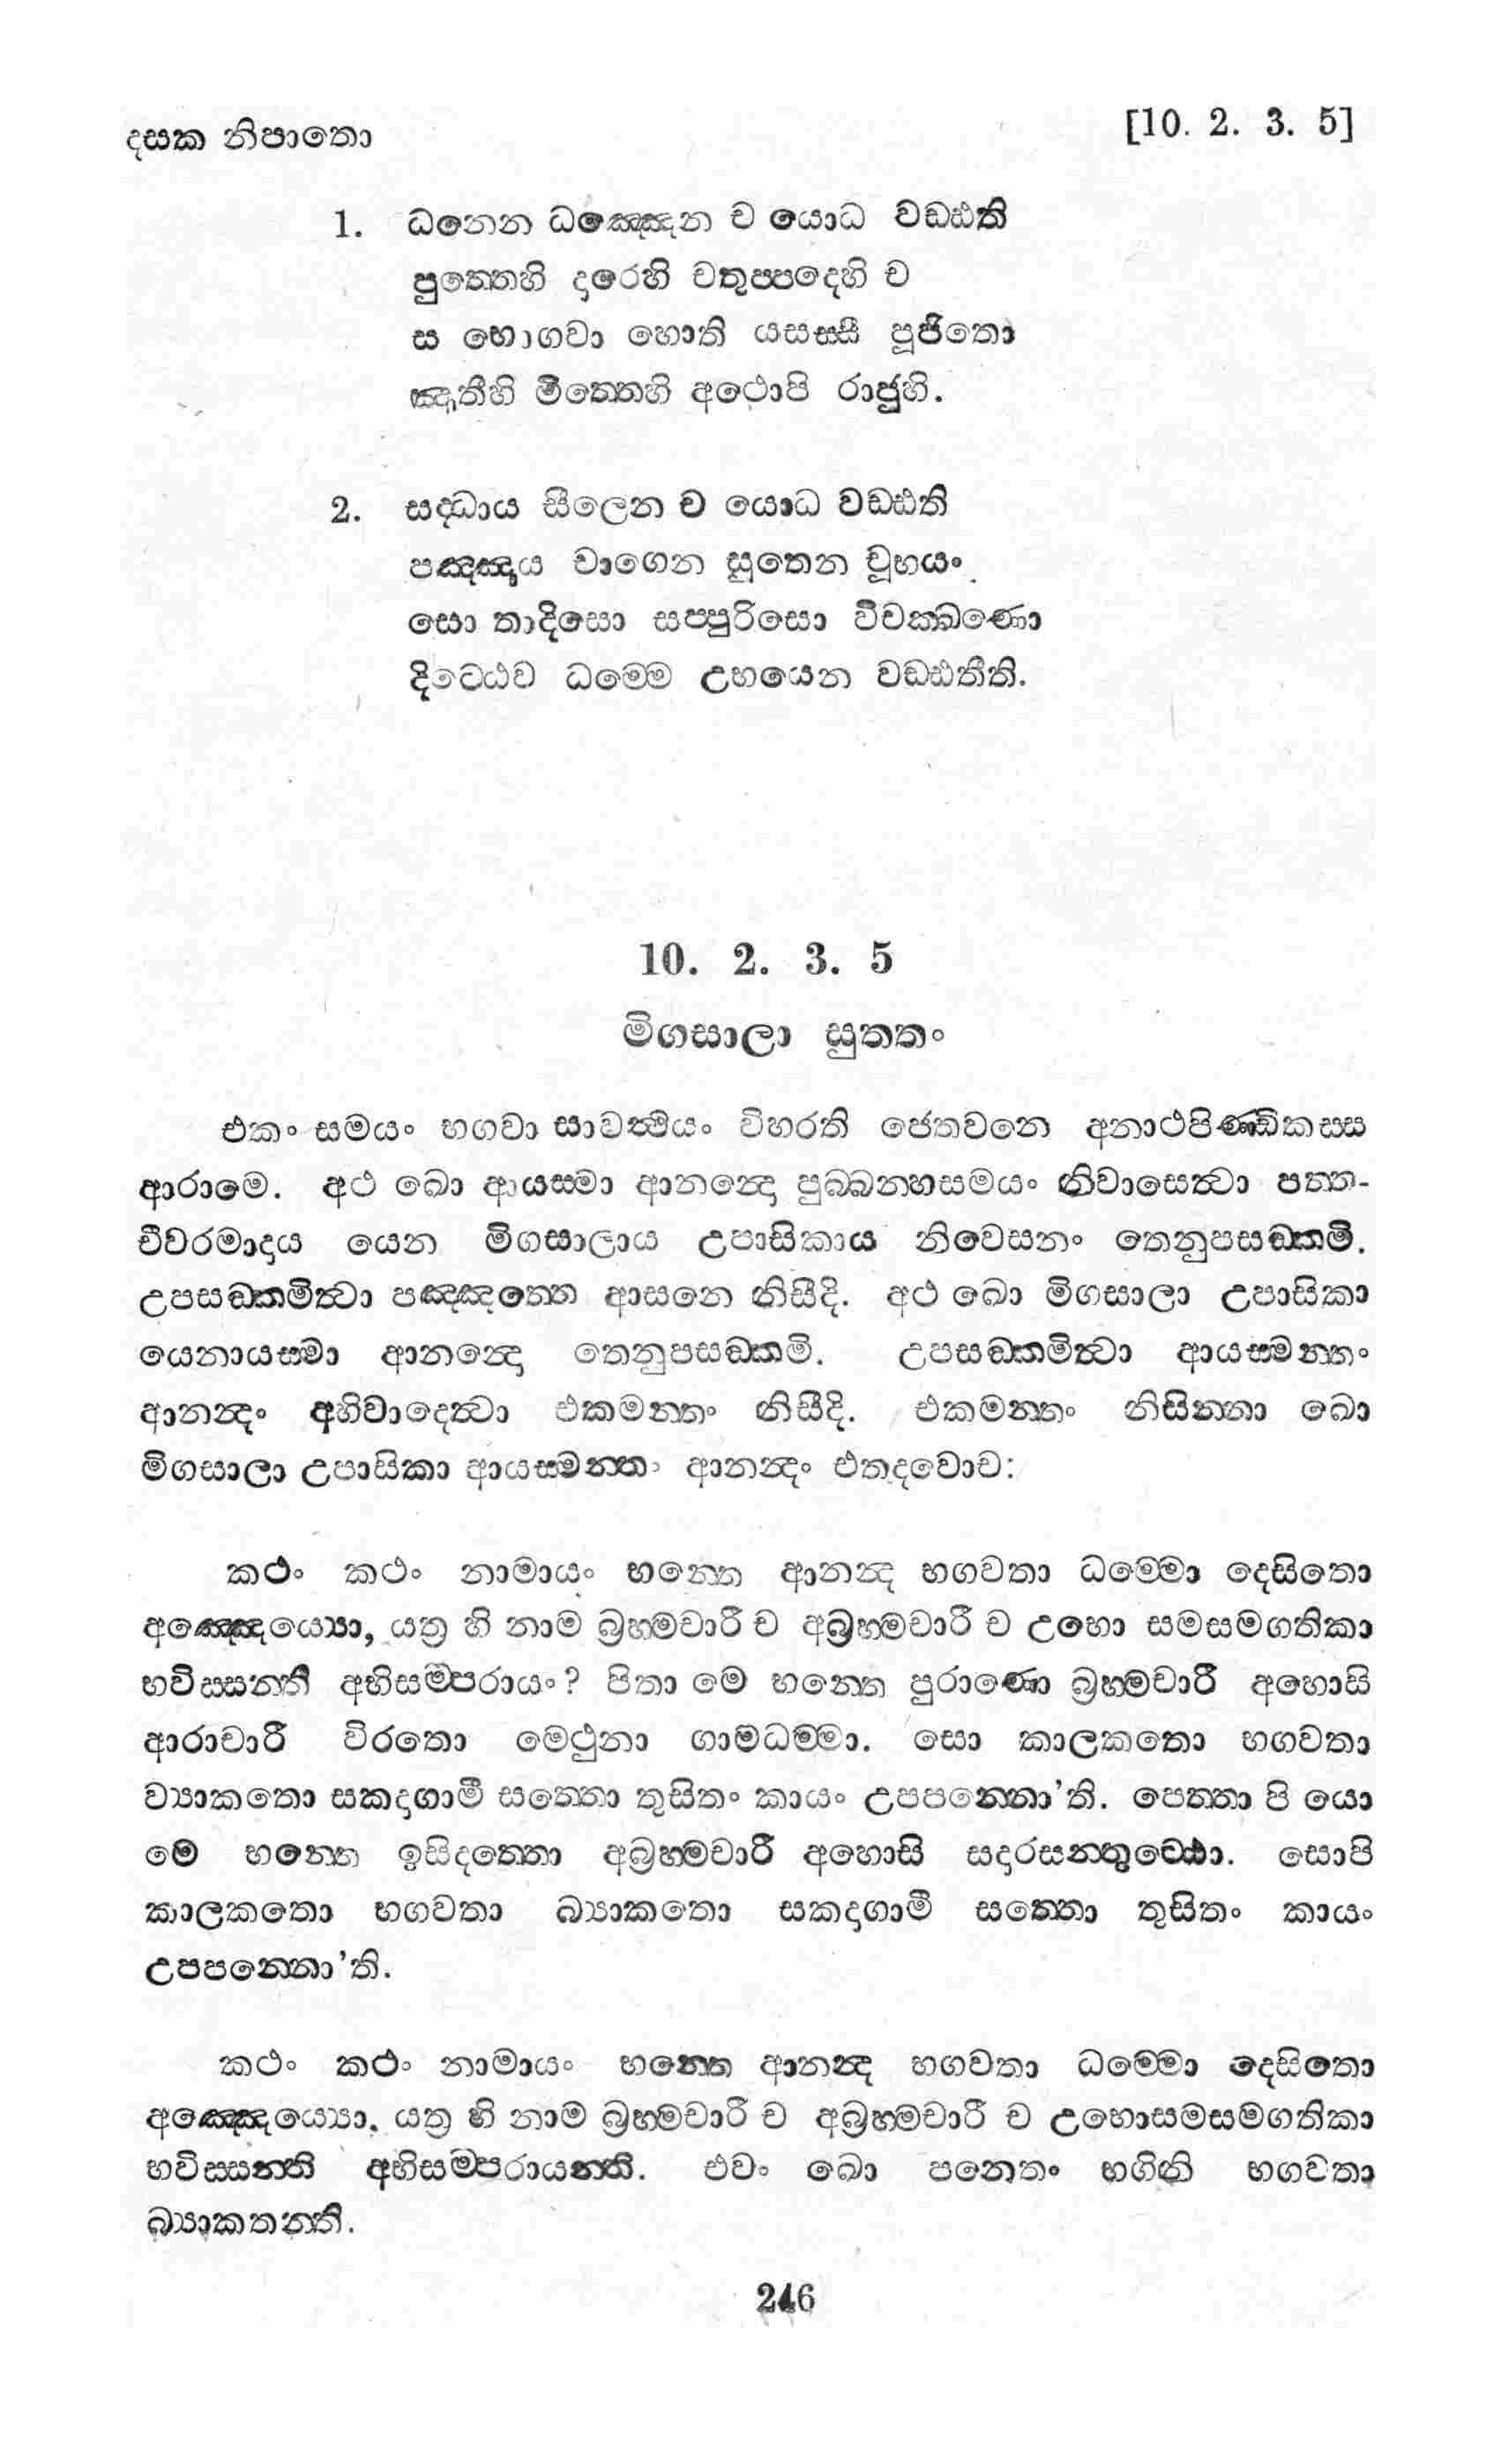 දසක නිපාතො
[10. 2. 3. 5]
1. ධනෙන ධඤ්ඤෙන ච යොධ වඩ්ඪති
පුත්තෙහි දාරෙහි චතුප්පදෙහි ච
ස භොගවා හොති යසස්සී පූජිතො
ඤාතීහි මිත්තෙහි අථොපි රාජුහි.
2. සද්ධාය සීලෙන ච යොධ වඩ්ඪති
පඤ්ඤාය චාගෙන සුතෙන චූභයං
සො තාදිසො සප්පුරිසො විචක්ඛණො
දිට්ඨෙව ධම්මෙ උභයෙන වඩ්ඪතීති.
10. 2. 3. 5
මිගසාලා සුත්තං
එකං සමයං භගවා සාවත්ථියං විහරති ජෙතවනෙ අනාථපිණ්ඩිකස්ස
ආරාමෙ. අථ ඛො ආයස්මා ආනන්දො පුබ්බන්හසමයං නිවාසෙත්වා පත්ත-
චීවරමාදාය යෙන මිගසාලාය උපාසිකාය නිවෙසනං තෙනුපසඞ්කමි.
උපසඞ්කමිත්වා පඤ්ඤත්තෙ ආසනෙ නිසීදි. අථ ඛො මිගසාලා උපාසිකා
යෙනායස්මා ආනන්දො තෙනුපසඞ්කමි. උපසඞ්කමිත්වා ආයස්මන්තං
ආනන්දං අභිවාදෙත්වා එකමන්තං නිසීදි. එකමන්තං නිසින්නා ඛො
මිගසාලා උපාසිකා ආයස්මන්තං ආනන්දං එතදවොච:
කථං කථං නාමායං භන්තෙ ආනන්ද භගවතා ධම්මො දෙසිතො
අඤ්ඤෙය්‍යො, යත්‍ර හි නාම බ්‍රහ්මචාරී ච අබ්‍රහ්මචාරී ච උභො සමසමගතිකා
භවිස්සන්ති අභිසම්පරායං? පිතා මෙ භන්තෙ පුරාණො බ්‍රහ්මචාරී අහොසි
ආරාචාරී විරතො මෙථුනා ගාමධම්මා. සො කාලකතො භගවතා
ව්‍යාකතො සකදාගාමී සත්තො තුසිතං කායං උපපන්නො’ති. පෙත්තා පි යො
මෙ භන්තෙ ඉසිදත්තො අබ්‍රහ්මචාරී අහොසි සදාරසන්තුට්ඨො. සොපි
කාලකතො භගවතා බ්‍යාකතො සකදාගාමී සත්තො තුසිතං කායං
උපපන්නො’ති.
කථං කථං නාමායං භන්තෙ ආනන්ද භගවතා ධම්මො දෙසිතො
අඤ්ඤෙය්‍යො, යත්‍ර හි නාම බ්‍රහ්මචාරී ච අබ්‍රහ්මචාරී ච උභොසමසමගතිකා
භවිස්සන්ති අභිසම්පරායන්ති. එවං ඛො පනෙතං භගිනි භගවතා
බ්‍යාකතන්ති.
246